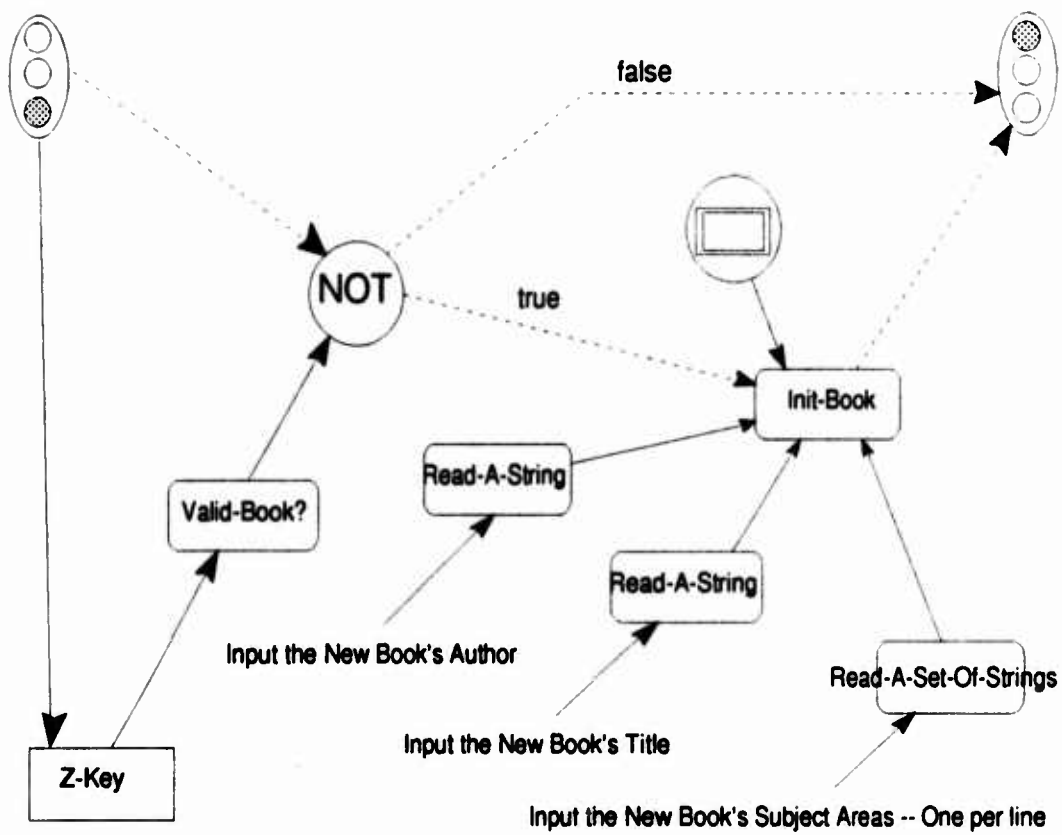 false
NOT
true
Init-Book
Read-A-String
Valid-Book?
Read-A-String
Input the New Book's Author
Read-A-Set-Of-Strings
Input the New Book's Title
Z-Key
Input the New Book's Subject Areas -- One per line